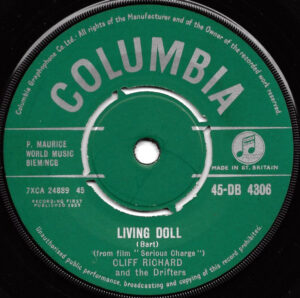 Columbia Graphophone Co. Ltd. All rights of the Manufacturer and of the Owner of the recorded work reserved.
COLUMBIA
P. MAURICE
WORLD MUSIC
BIEM/NCB
MADE IN GT. BRITAIN
7XCA 24889 45
45-DB 4306
RECORDING FIRST
PUBLISHED 1959
LIVING DOLL
(Bart)
(from film "Serious Charge")
CLIFF RICHARD
and the Drifters
Unauthorised public performance, broadcasting and copying of this record prohibited.